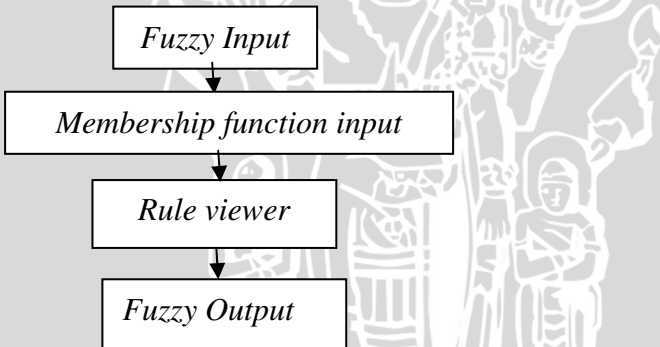 Fuzzy Input
Membership function input
Rule viewer
Fuzzy Output